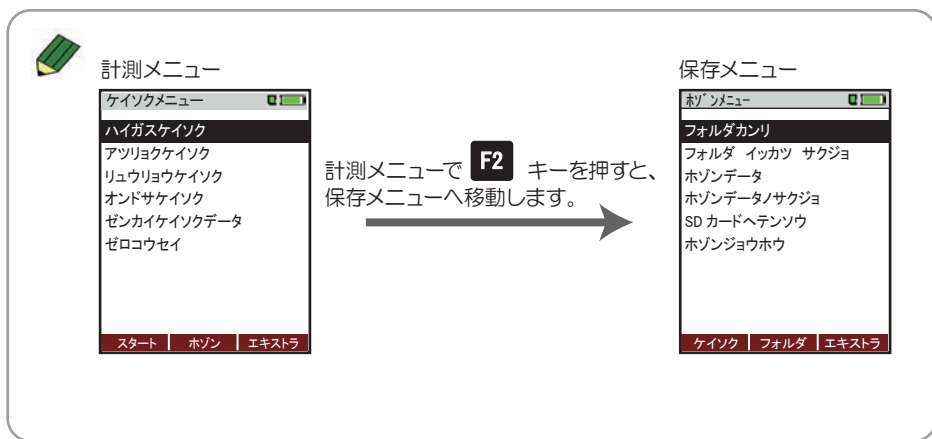 計測メニュー
ケイソクメニュー
ハイガスケイソク
アツリョクケイソク
リュウリョウケイソク
オンドサケイソク
ゼンカイケイソクデータ
ゼロコウセイ
スタート ホゾン エキストラ
計測メニューで F2 キーを押すと、
保存メニューへ移動します。
保存メニュー
ホゾンメニュー
フォルダカンリ
フォルダ イッカツ サクジョ
ホゾンデータ
ホゾンデータノサクジョ
SD カードヘテンソウ
ホゾンジョウホウ
ケイソク フォルダ エキストラ